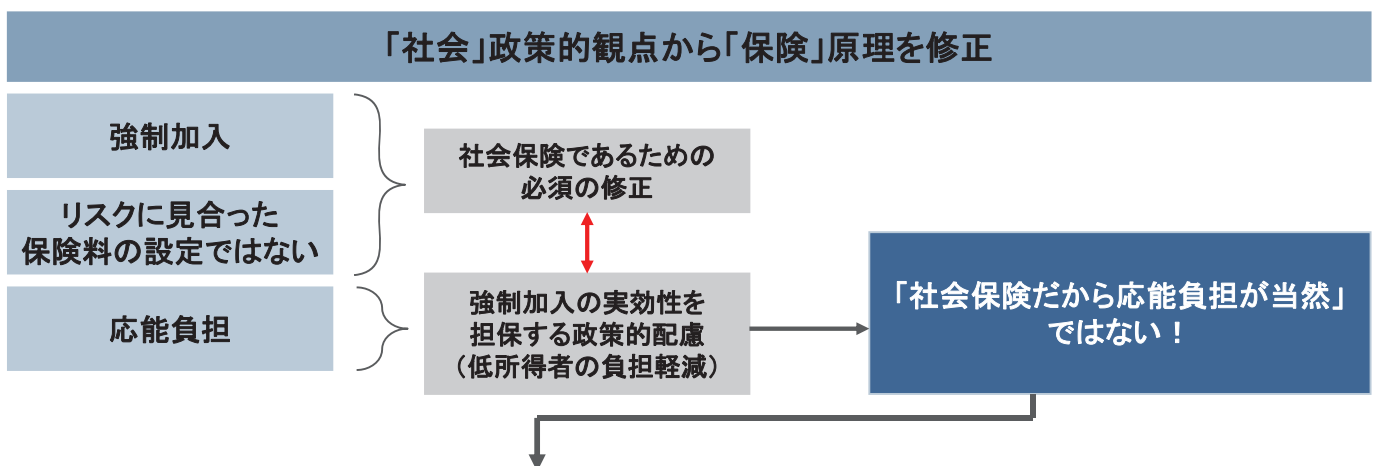 「社会」政策的観点から「保険」原理を修正
強制加入
リスクに見合った
保険料の設定ではない
応能負担
社会保険であるための
必須の修正
強制加入の実効性を
担保する政策的配慮
（低所得者の負担軽減）
「社会保険だから応能負担が当然」
ではない！